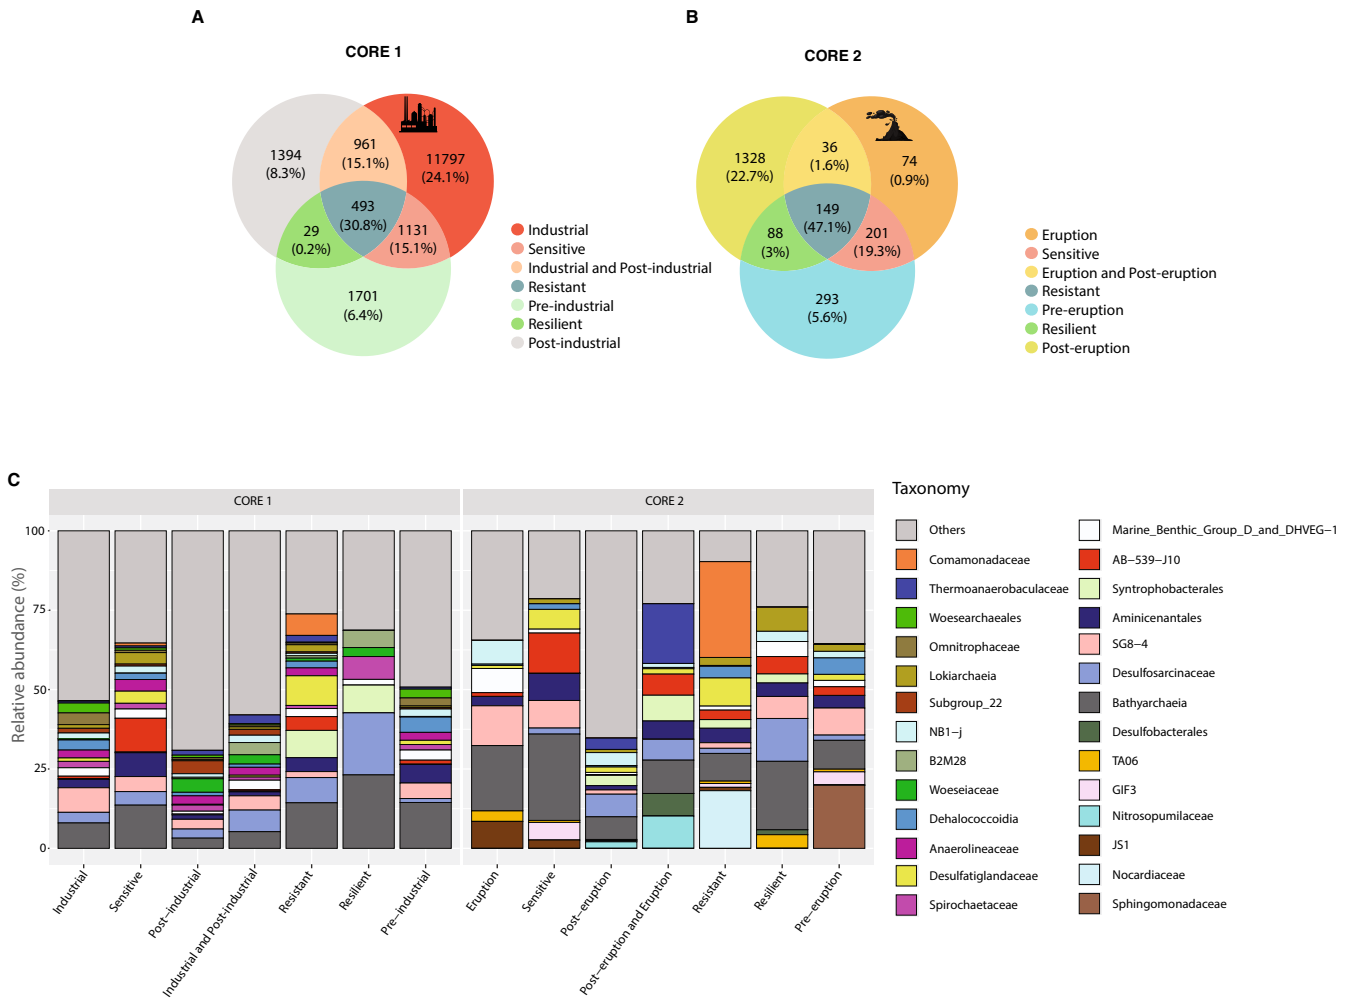 A
CORE 1
1394
(8.3%)
961
(15.1%)
11797
(24.1%)
493
(30.8%)
29
(0.2%)
1131
(15.1%)
1701
(6.4%)
Industrial
Sensitive
Industrial and Post-industrial
Resistant
Pre-industrial
Resilient
Post-industrial
B
CORE 2
1328
(22.7%)
36
(1.6%)
74
(0.9%)
149
(47.1%)
88
(3%)
201
(19.3%)
293
(5.6%)
Eruption
Sensitive
Eruption and Post-eruption
Resistant
Pre-eruption
Resilient
Post-eruption
C
CORE 1
CORE 2
Relative abundance (%)
100
75
50
25
0
Industrial
Sensitive
Post−industrial
Industrial and Post-industrial
Resistant
Resilient
Pre−industrial
Eruption
Sensitive
Post−eruption
Post−eruption and Eruption
Resistant
Resilient
Pre−eruption
Taxonomy
Others
Comamonadaceae
Thermoanaerobaculaceae
Woesearchaeales
Omnitrophaceae
Lokiarchaeia
Subgroup_22
NB1−j
B2M28
Woeseiaceae
Dehalococcoidia
Anaerolineaceae
Desulfatiglandaceae
Spirochaetaceae
Marine_Benthic_Group_D_and_DHVEG−1
AB−539−J10
Syntrophobacterales
Aminicenantales
SG8−4
Desulfosarcinaceae
Bathyarchaeia
Desulfobacterales
TA06
GIF3
Nitrosopumilaceae
JS1
Nocardiaceae
Sphingomonadaceae